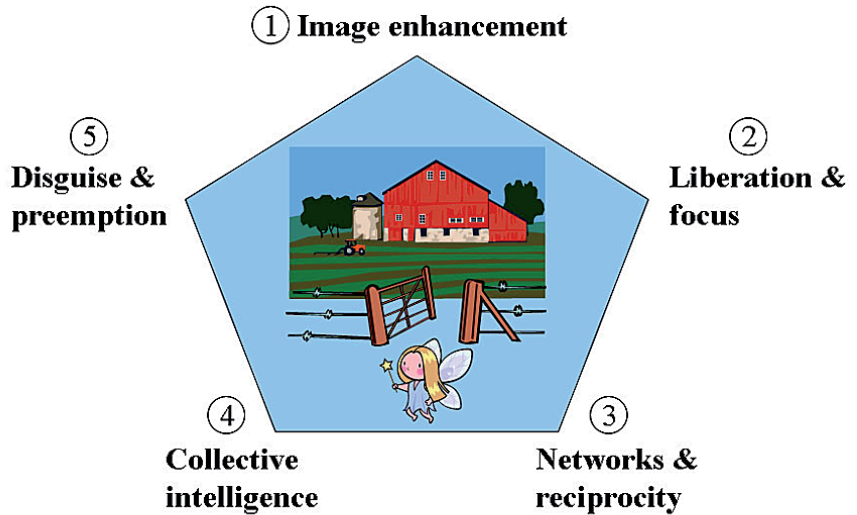 ① Image enhancement
②
Liberation &
focus
③
Networks &
reciprocity
④
Collective
intelligence
⑤
Disguise &
preemption